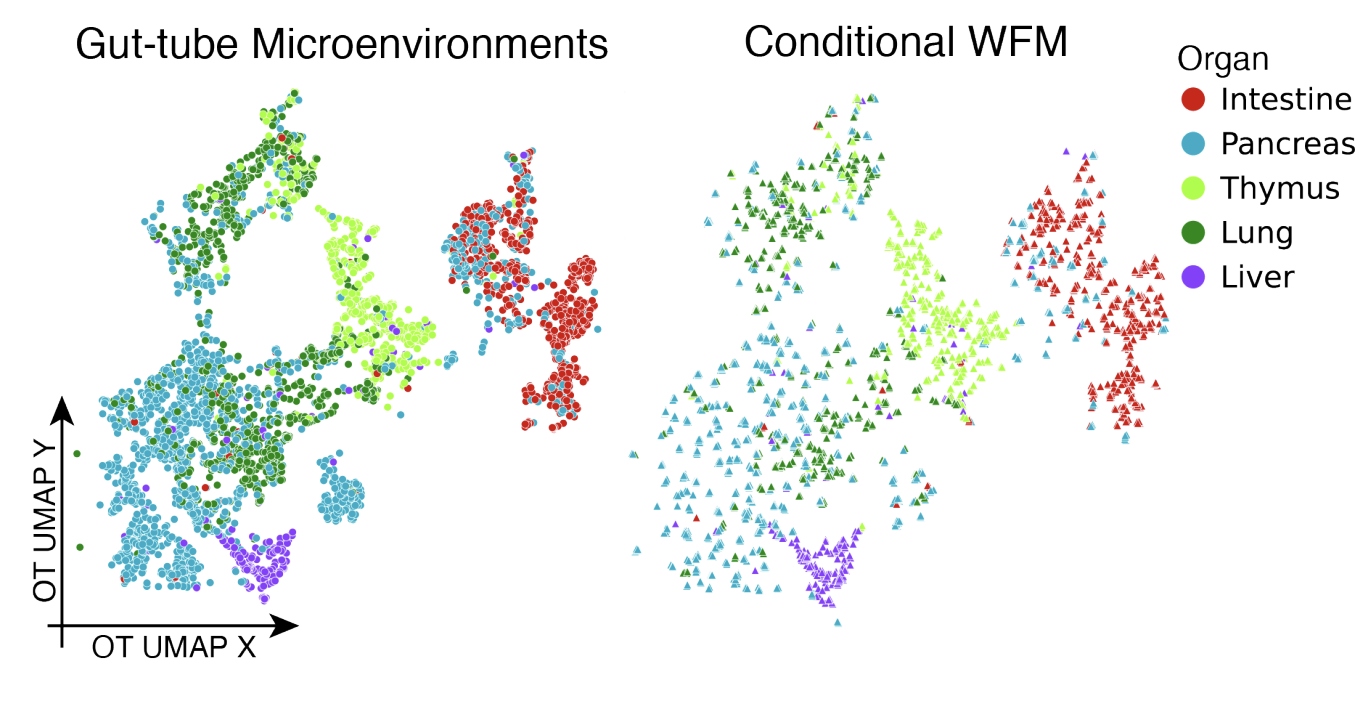 Gut-tube Microenvironments
Conditional WFM
Organ
Intestine
Pancreas
Thymus
Lung
Liver
OT UMAP Y
OT UMAP X